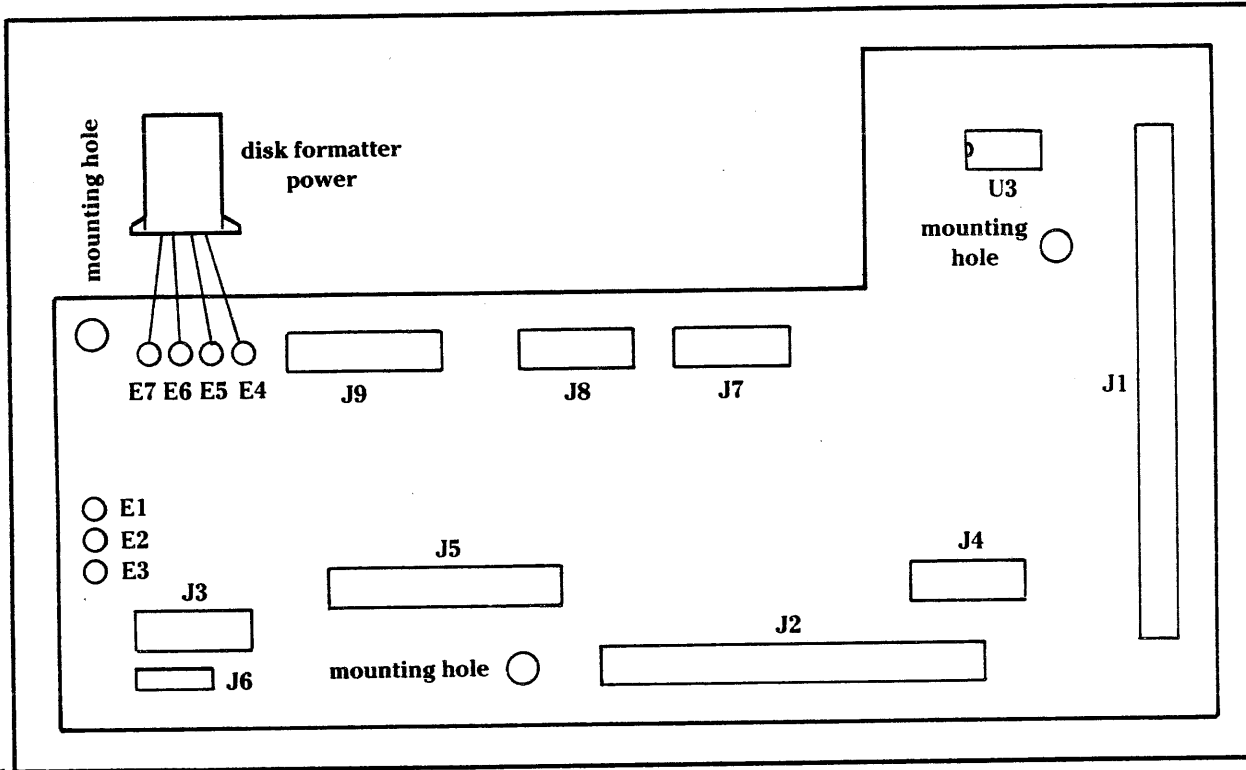 mounting hole
disk formatter
power
U3
mounting
hole
E7 E6 E5 E4
J9
J8
J7
J1
E1
E2
E3
J5
J4
J3
J2
J6
mounting hole